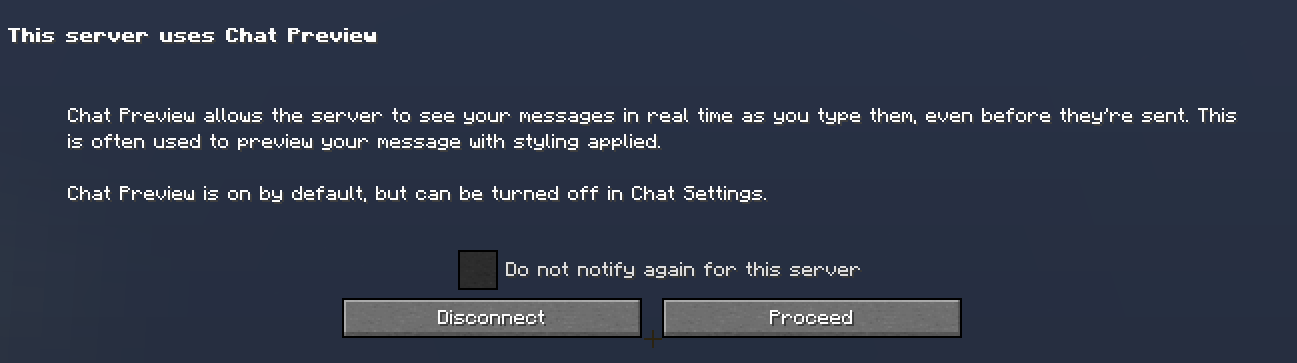 This server uses Chat Preview
Chat Preview allows the server to see your messages in real time as you type them, even before they're sent. This
is often used to preview your message with styling applied.
Chat Preview is on by default, but can be turned off in Chat Settings.
Do not notify again for this server
Disconnect
Proceed